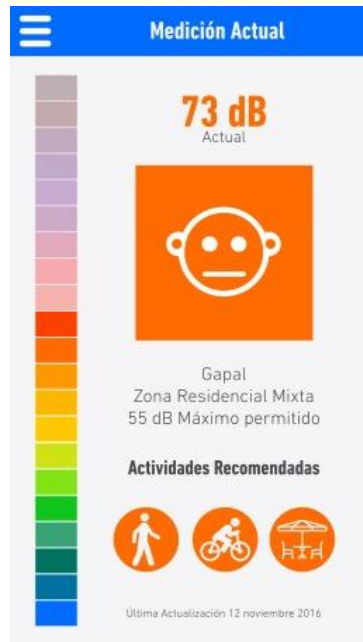 Medición Actual
73 dB
Actual
Gapal
Zona Residencial Mixta
55 dB Máximo permitido
Actividades Recomendadas
Última Actualización 12 noviembre 2016